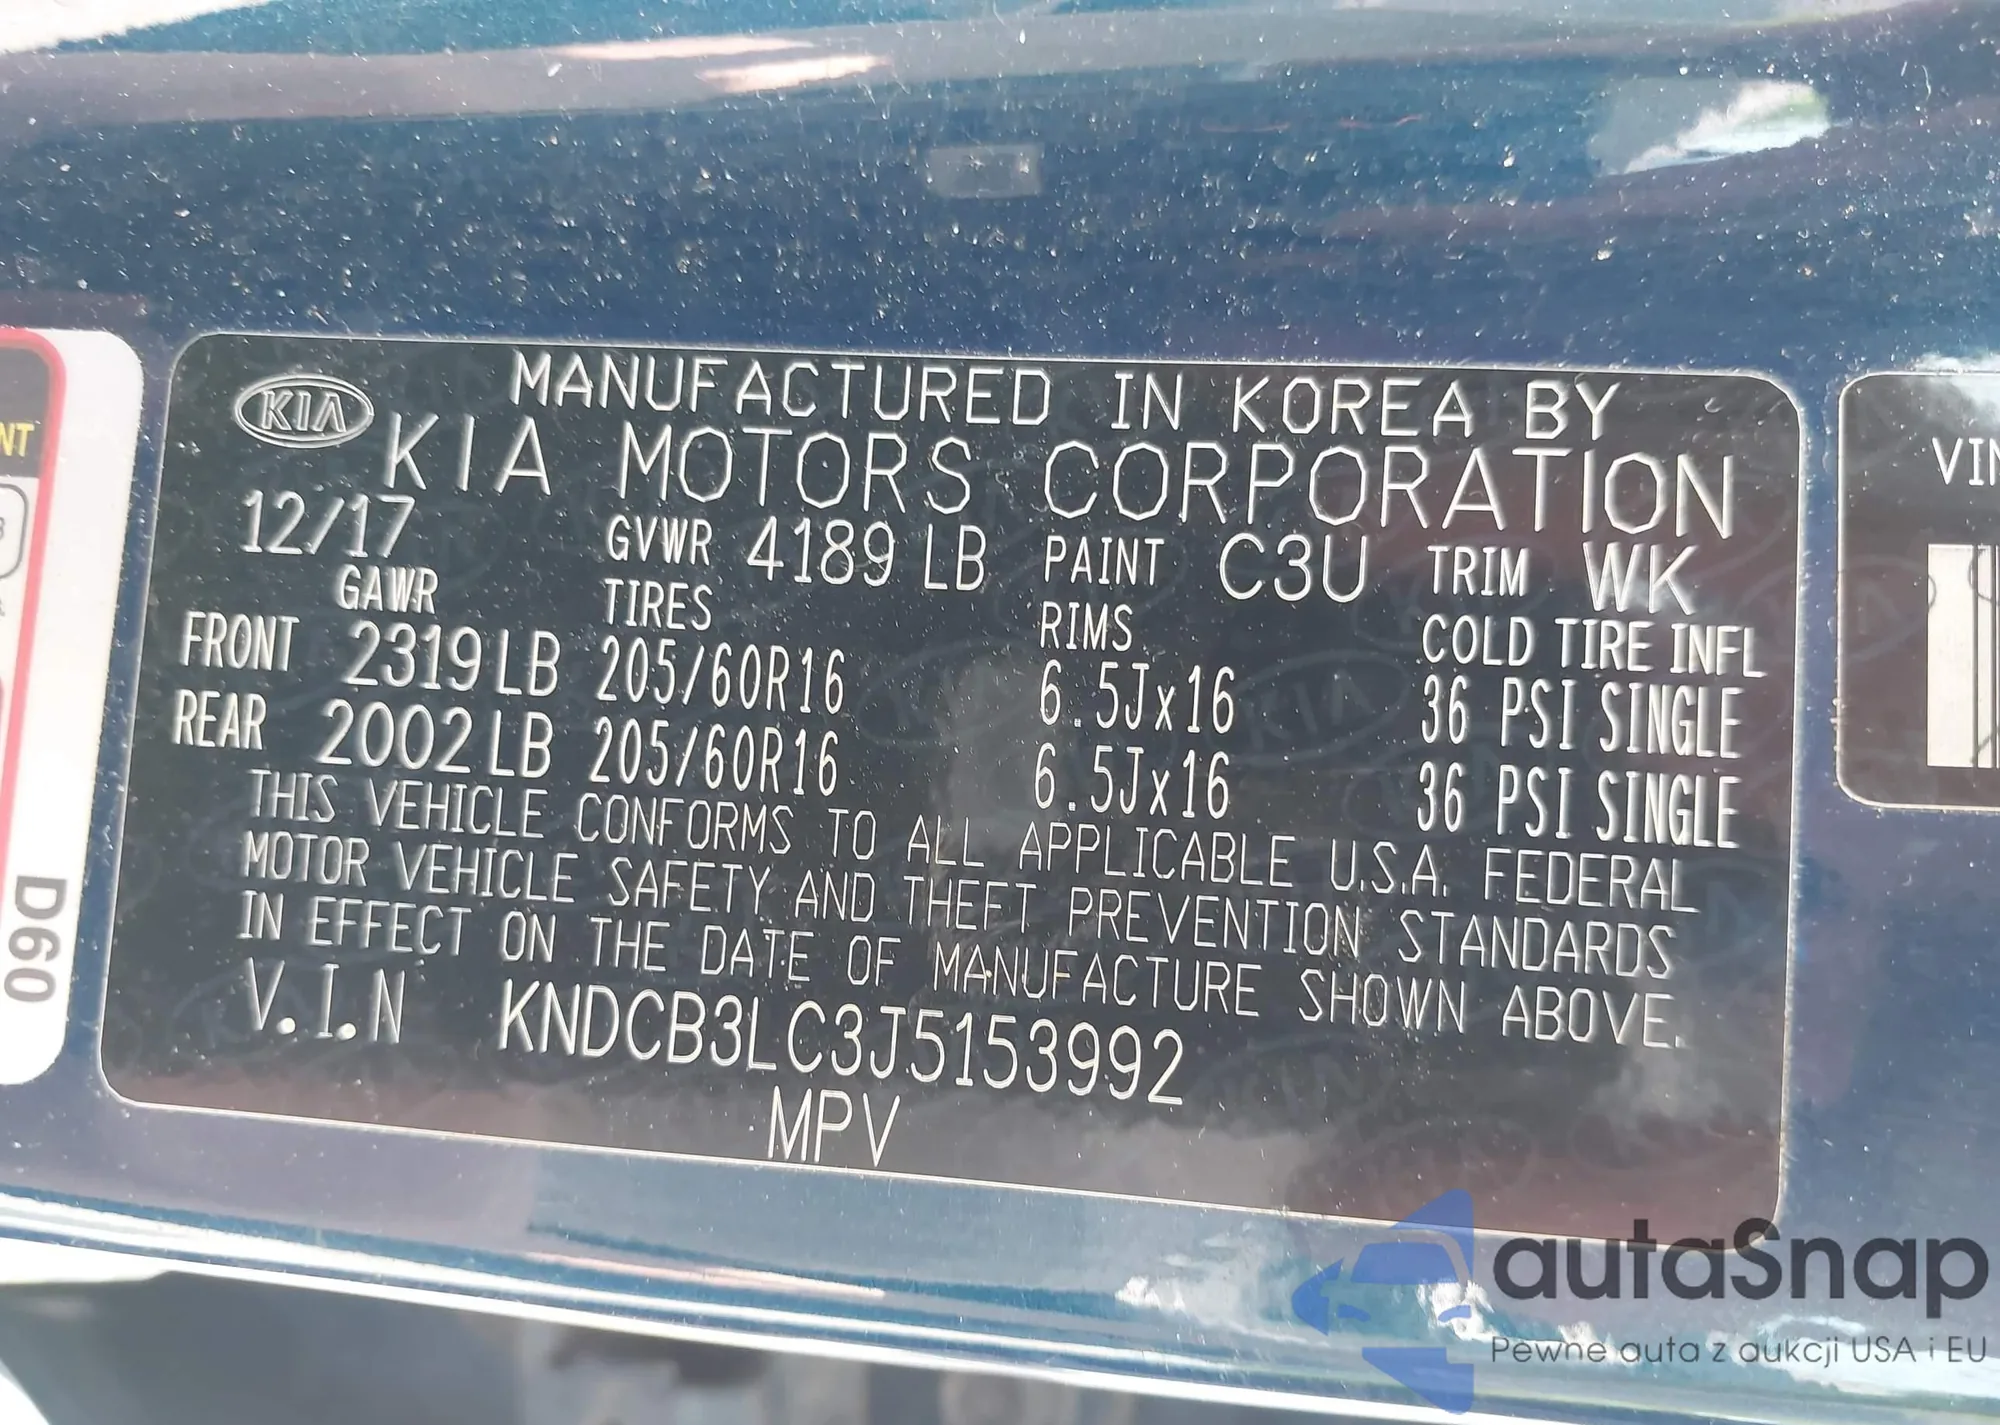 MANUFACTURED IN KOREA BY
KIA KIA MOTORS CORPORATION
12/17 GVWR 4189 LB PAINT C3U TRIM WK
GAWR TIRES RIMS COLD TIRE INFL
FRONT 2319 LB 205/60R16 6.5Jx16 36 PSI SINGLE
REAR 2002 LB 205/60R16 6.5Jx16 36 PSI SINGLE
THIS VEHICLE CONFORMS TO ALL APPLICABLE U.S.A. FEDERAL
MOTOR VEHICLE SAFETY AND THEFT PREVENTION STANDARDS
IN EFFECT ON THE DATE OF MANUFACTURE SHOWN ABOVE.
V.I.N KNDCB3LC3J5153992
MPV
NT
D60
VIN
autaSnap
Pewne auta z aukcji USA i EU